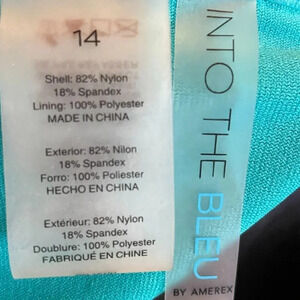 14
Shell: 82% Nylon
18% Spandex
Lining: 100% Polyester
MADE IN CHINA
Exterior: 82% Nilon
18% Spandex
Forro: 100% Poliester
HECHO EN CHINA
Extérieur: 82% Nylon
18% Spandex
Doublure: 100% Polyester
FABRIQUÉ EN CHINE
INTO THE BLEU
BY AMEREX